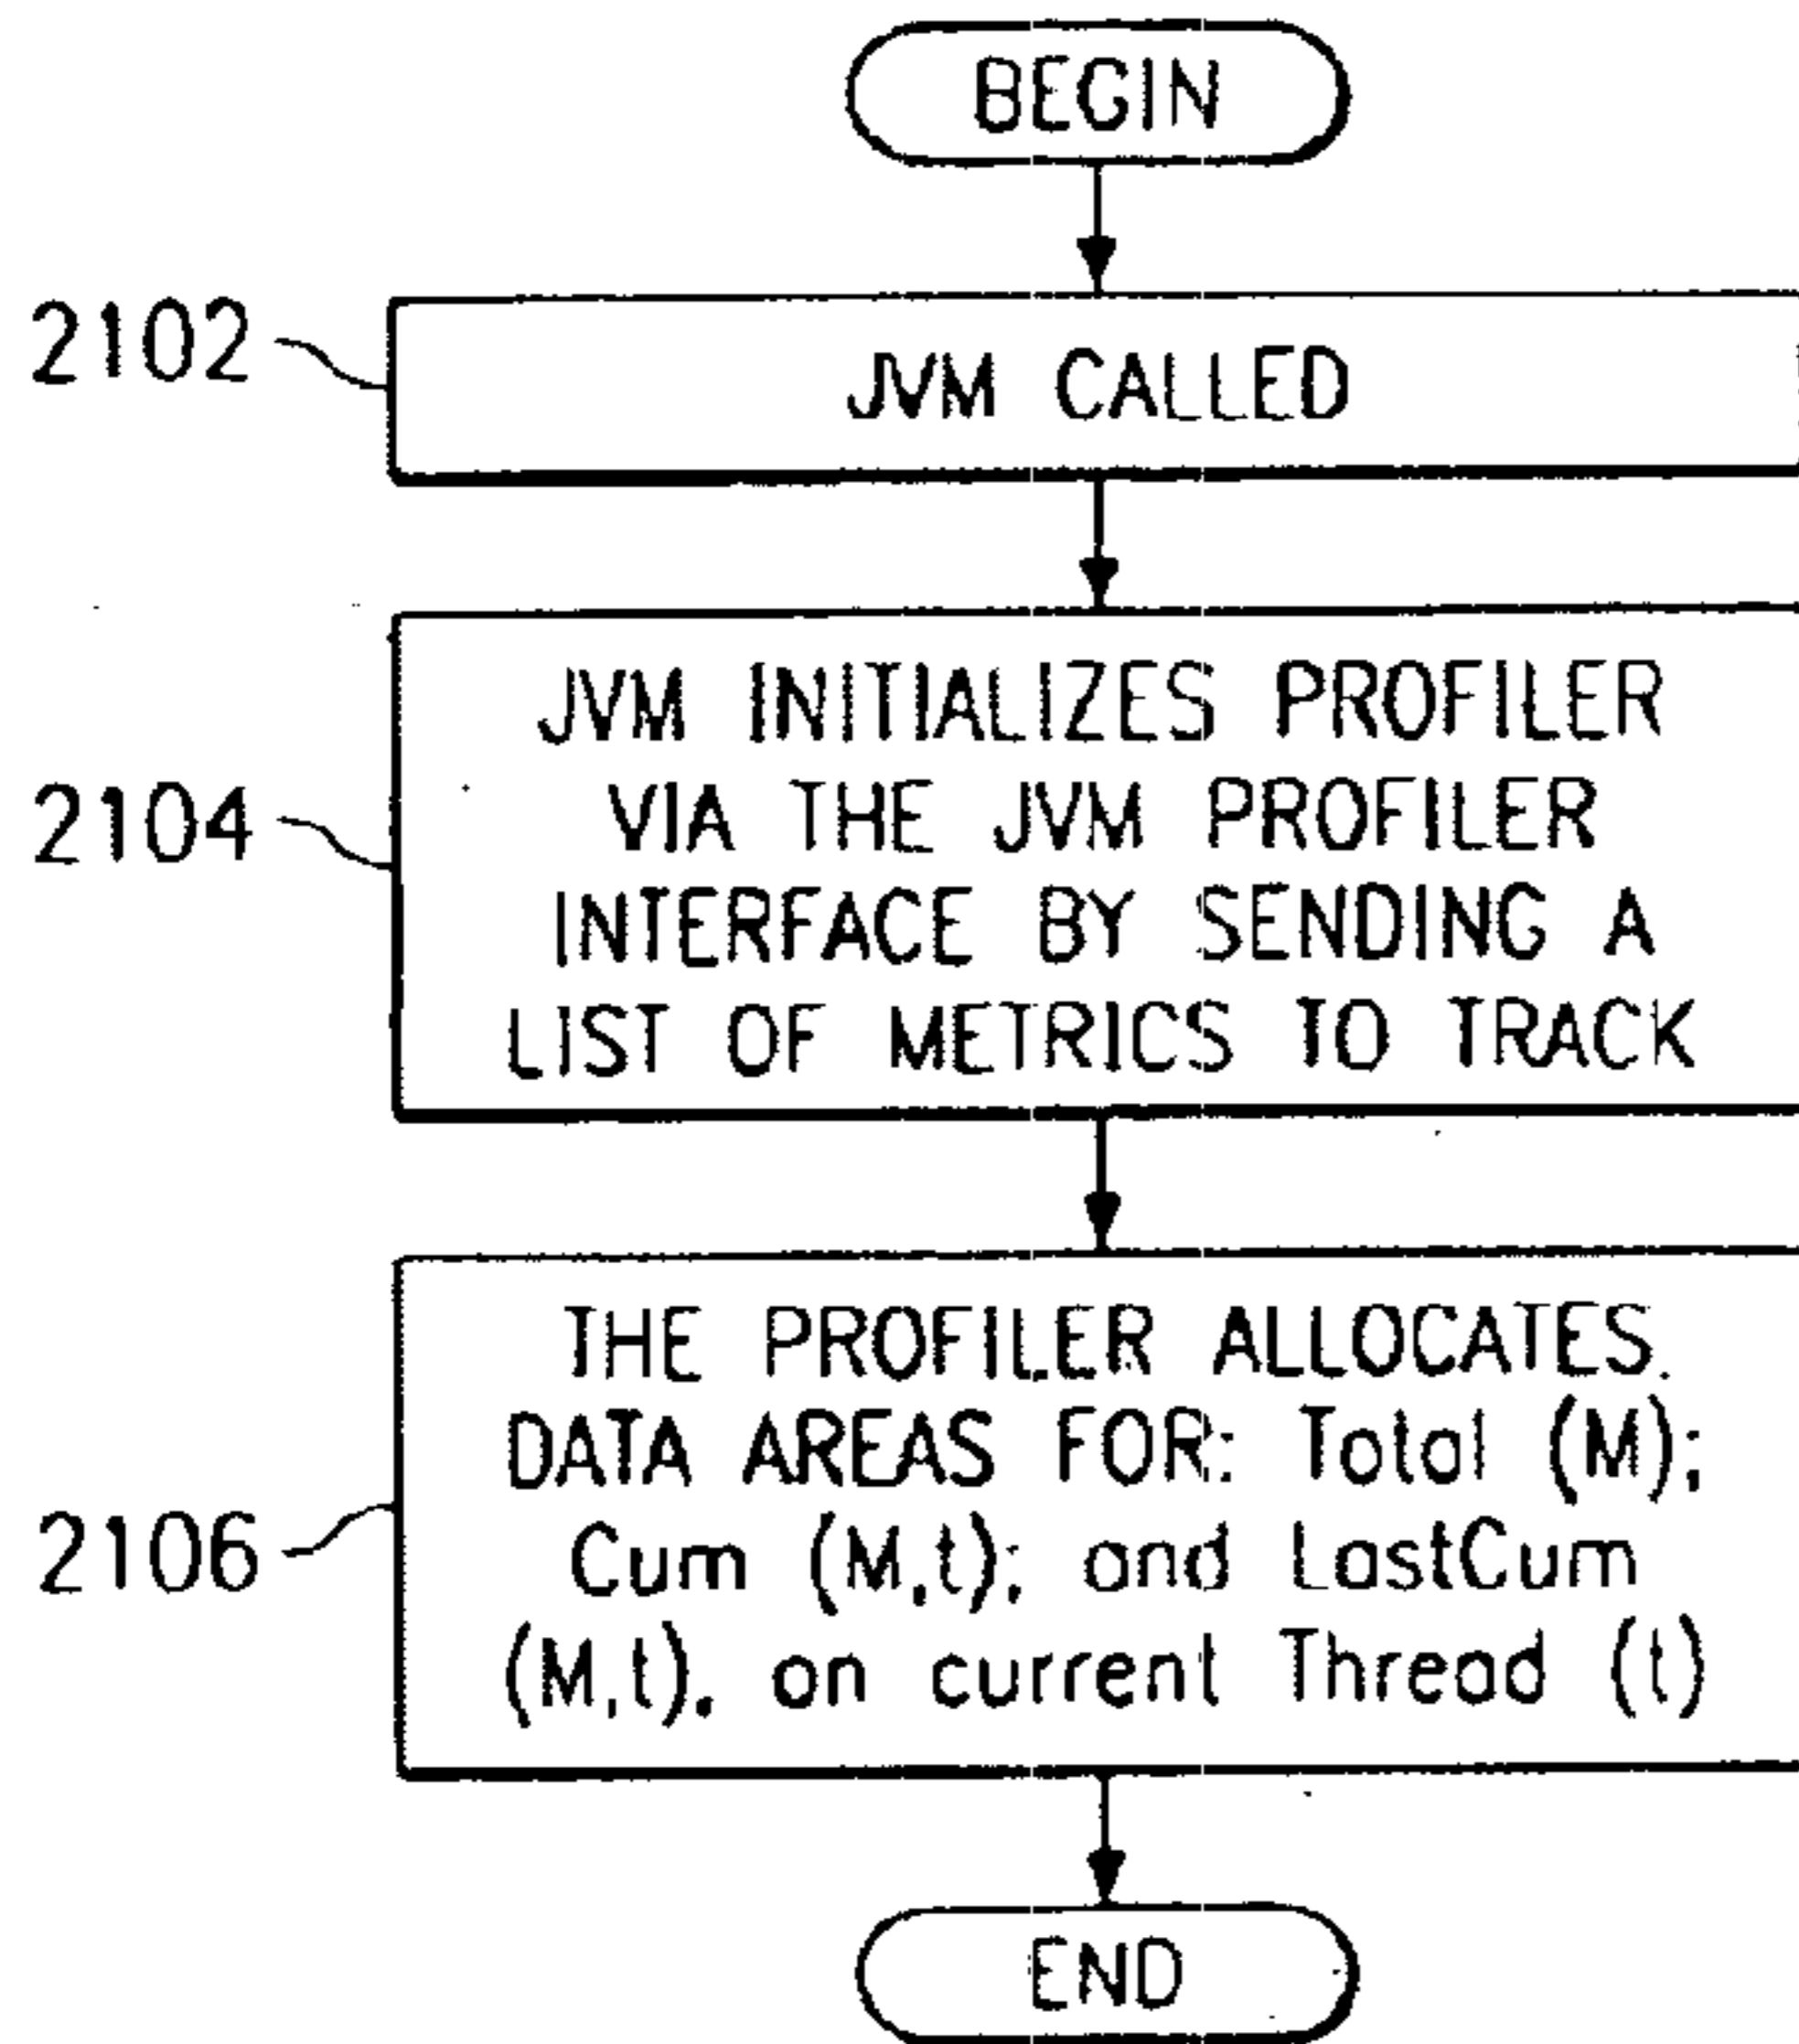 BEGIN
2102
JVM CALLED
2104
JVM INITIALIZES PROFILER
VIA THE JVM PROFILER
INTERFACE BY SENDING A
LIST OF METRICS TO TRACK
2106
THE PROFILER ALLOCATES
DATA AREAS FOR: Total (M);
Cum (M,t); and LastCum
(M,t), on current Thread (t)
END